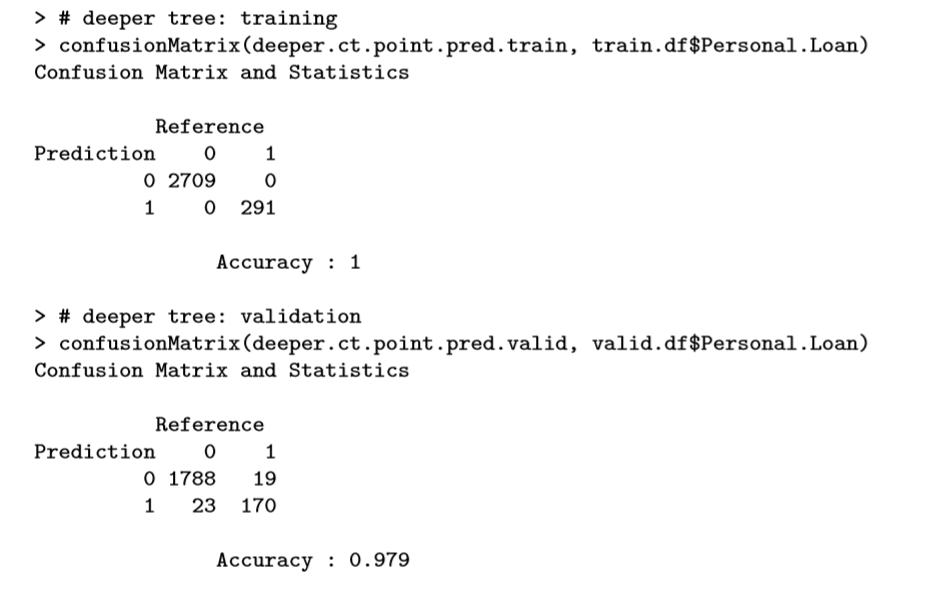 > # deeper tree: training
> confusionMatrix(deeper.ct.point.pred.train, train.df$Personal.Loan)
Confusion Matrix and Statistics
Reference
Prediction 0 1
0 2709 0
1 0 291
Accuracy : 1
> # deeper tree: validation
> confusionMatrix(deeper.ct.point.pred.valid, valid.df$Personal.Loan)
Confusion Matrix and Statistics
Reference
Prediction 0 1
0 1788 19
1 23 170
Accuracy : 0.979